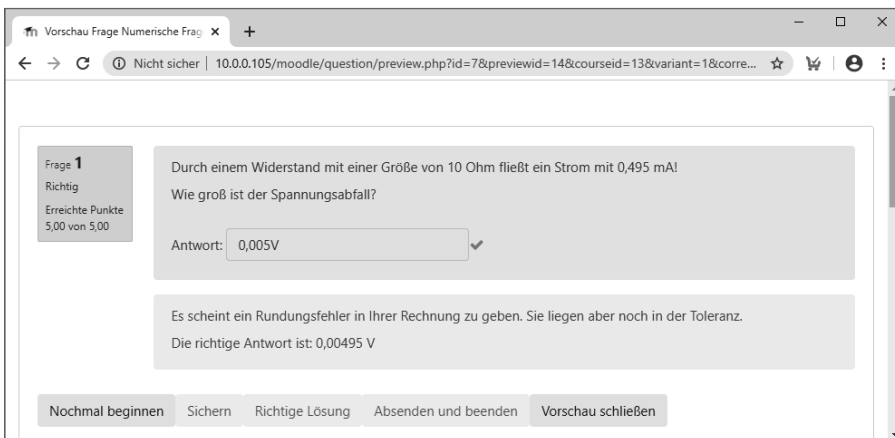 Vorschau Frage Numerische Frag
Nicht sicher | 10.0.0.105/moodle/question/preview.php?id=7&previewid=14&courseid=13&variant=1&corre...
Frage 1
Richtig
Erreichte Punkte
5,00 von 5,00
Durch einem Widerstand mit einer Größe von 10 Ohm fließt ein Strom mit 0,495 mA!
Wie groß ist der Spannungsabfall?
Antwort: 0,005V
Es scheint ein Rundungsfehler in Ihrer Rechnung zu geben. Sie liegen aber noch in der Toleranz.
Die richtige Antwort ist: 0,00495 V
Nochmal beginnen Sichern Richtige Lösung Absenden und beenden Vorschau schließen